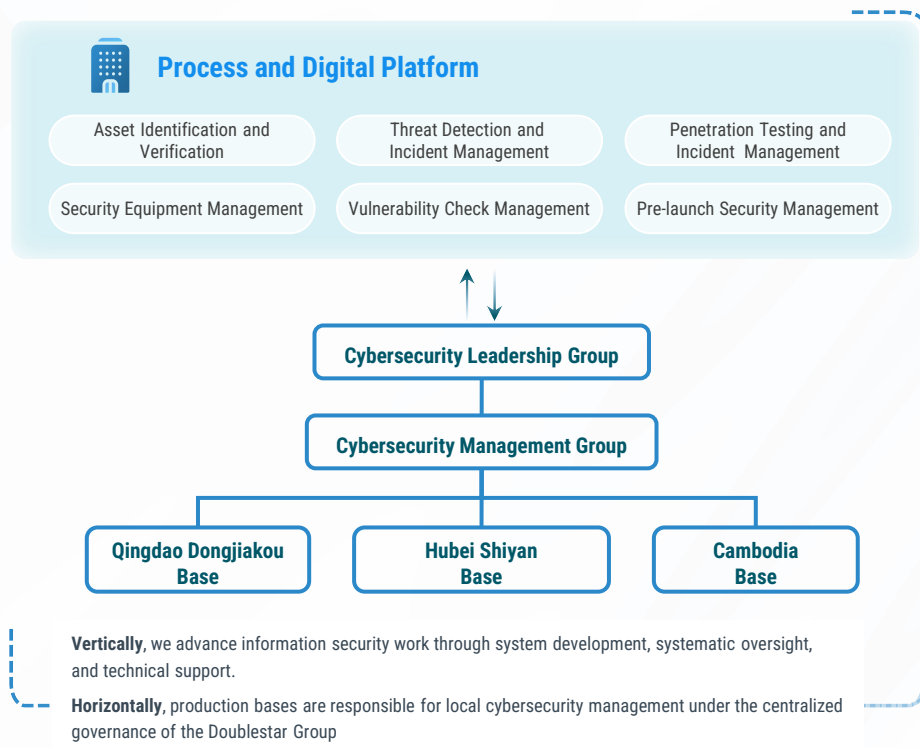 Process and Digital Platform
Asset Identification and
Verification
Threat Detection and
Incident Management
Penetration Testing and
Incident Management
Security Equipment Management
Vulnerability Check Management
Pre-launch Security Management
Cybersecurity Leadership Group
Cybersecurity Management Group
Qingdao Dongjiakou
Base
Hubei Shiyan
Base
Cambodia
Base
Vertically, we advance information security work through system development, systematic oversight,
and technical support.
Horizontally, production bases are responsible for local cybersecurity management under the centralized
governance of the Doublestar Group